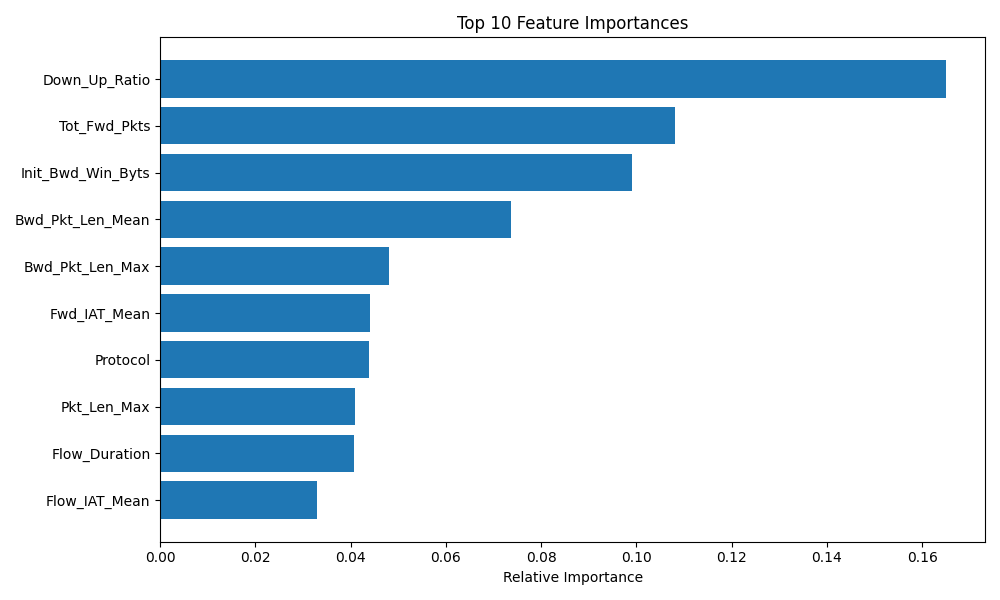 Top 10 Feature Importances
Down_Up_Ratio
Tot_Fwd_Pkts
Init_Bwd_Win_Byts
Bwd_Pkt_Len_Mean
Bwd_Pkt_Len_Max
Fwd_IAT_Mean
Protocol
Pkt_Len_Max
Flow_Duration
Flow_IAT_Mean
0.00 0.02 0.04 0.06 0.08 0.10 0.12 0.14 0.16
Relative Importance